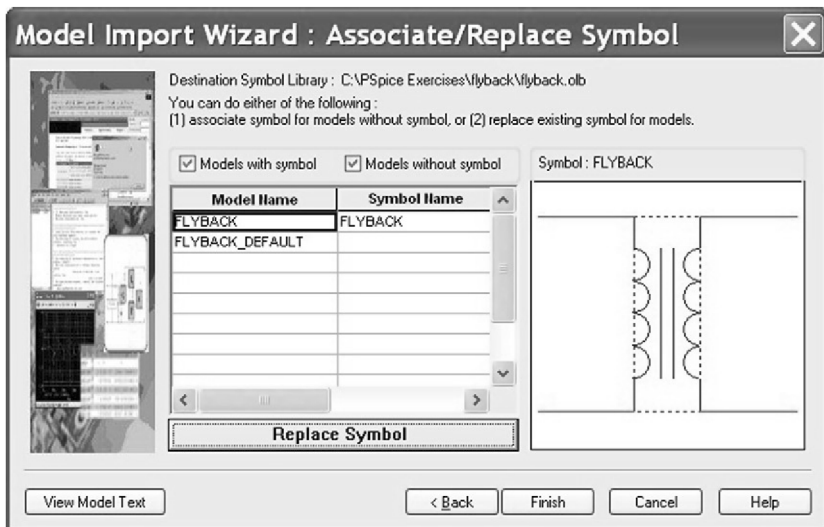 Model Import Wizard : Associate/Replace Symbol
Destination Symbol Library : C:\PSpice Exercises\flyback\flyback.olb
You can do either of the following :
(1) associate symbol for models without symbol, or (2) replace existing symbol for models.
Models with symbol
Models without symbol
Symbol : FLYBACK
Model Name
Symbol Name
FLYBACK
FLYBACK
FLYBACK_DEFAULT
Replace Symbol
View Model Text
< Back
Finish
Cancel
Help